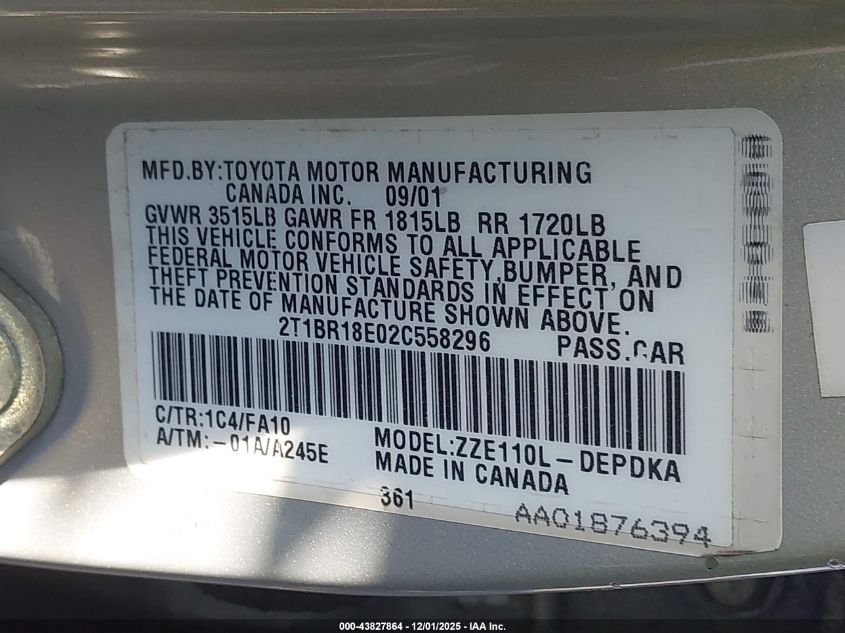 MFD.BY:TOYOTA MOTOR MANUFACTURING
CANADA INC. 09/01
GVWR 3515LB GAWR FR 1815LB RR 1720LB
THIS VEHICLE CONFORMS TO ALL APPLICABLE
FEDERAL MOTOR VEHICLE SAFETY,BUMPER, AND
THEFT PREVENTION STANDARDS IN EFFECT ON
THE DATE OF MANUFACTURE SHOWN ABOVE.
2T1BR18E02C558296 PASS.CAR
C/TR:1C4/FA10
A/TM:-01A/A245E
MODEL:ZZE110L-DEPDKA
MADE IN CANADA
361
AA01876394
000-43827864 / 12/01/2025 - IAA Inc.